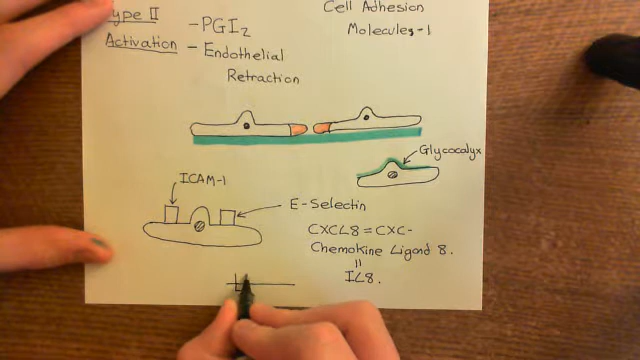 Type II
Activation
- PGI2
- Endothelial
Retraction
Cell Adhesion
Molecules-1
Glycocalyx
ICAM-1
E-Selectin
CXCL8 = CXC-
Chemokine Ligand 8.
=
IL8.